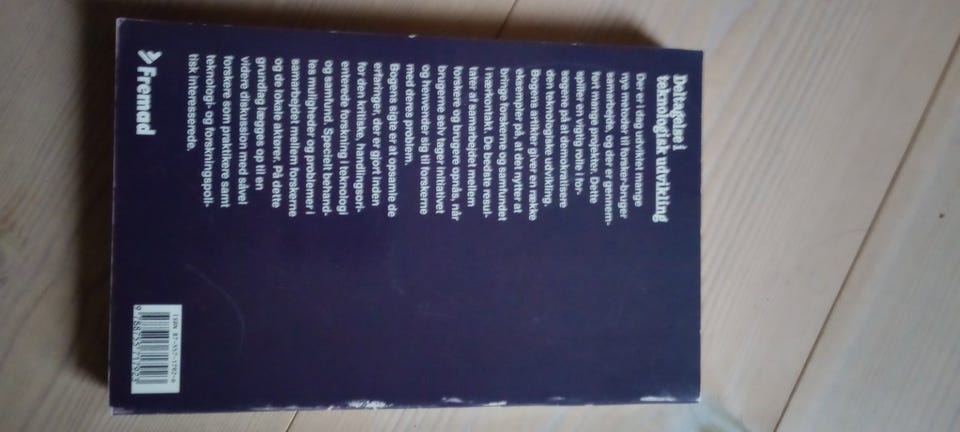 Deltagelse i
teknologisk udvikling
Der er i dag udviklet mange
nye metoder til forsker-bruger
samarbejde, og der er gennem-
ført mange projekter. Dette
spiller en vigtig rolle i for-
søgene på at demokratisere
den teknologiske udvikling.
Bogens artikler giver en række
eksempler på, at det nytter at
bringe forskerne og samfundet
i nærkontakt. De bedste resul-
tater af samarbejdet mellem
forskere og brugere opnås, når
brugerne selv tager initiativet
og henvender sig til forskerne
med deres problem.
Bogens sigte er at opsamle de
erfaringer, der er gjort inden
for den kritiske, handlingsori-
enterede forskning i teknologi
og samfund. Specielt behand-
les muligheder og problemer i
samarbejdet mellem forskerne
og de lokale aktører. På dette
grundlag lægges op til en
videre diskussion med såvel
forskere som praktikere samt
teknologi- og forskningspoli-
tisk interesserede.
Fremad